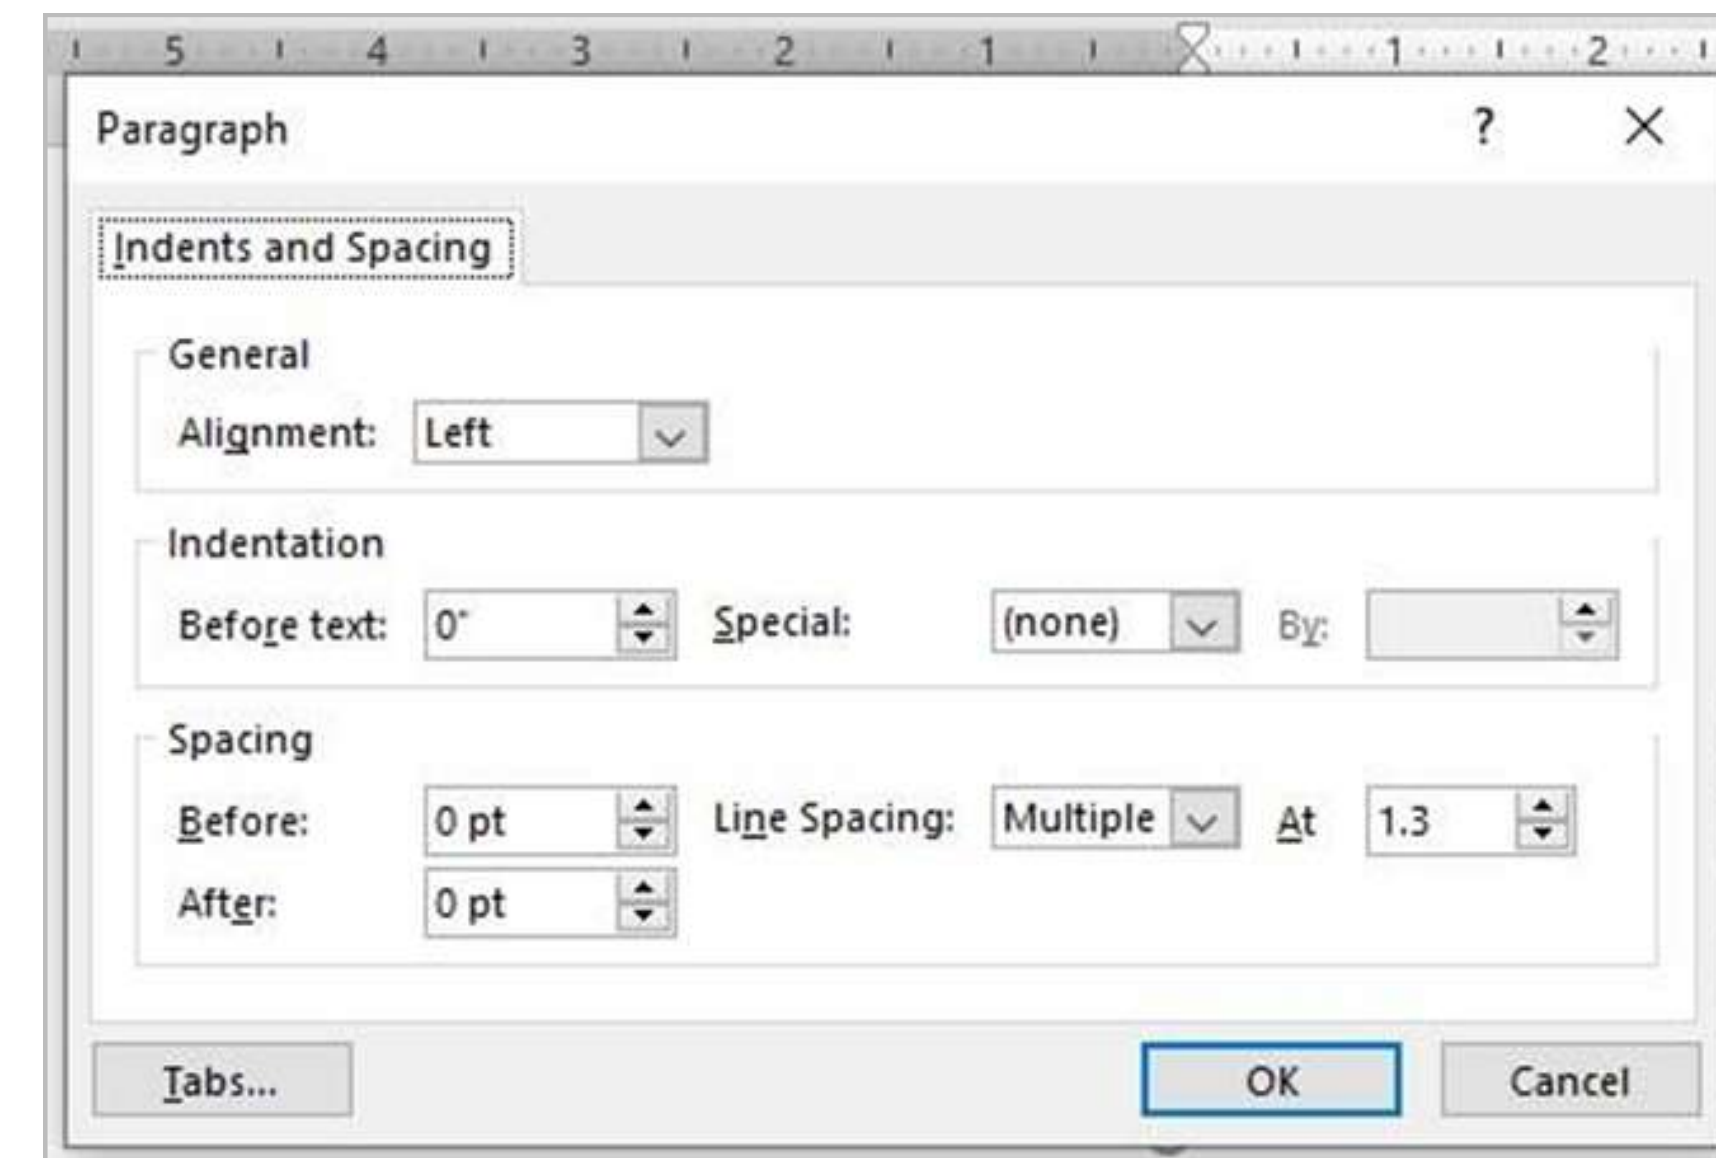 5 4 3 2 1 1 2
Paragraph ? X
Indents and Spacing
General
Alignment: Left
Indentation
Before text: 0" Special: (none) By:
Spacing
Before: 0 pt Line Spacing: Multiple At 1.3
After: 0 pt
Tabs... OK Cancel